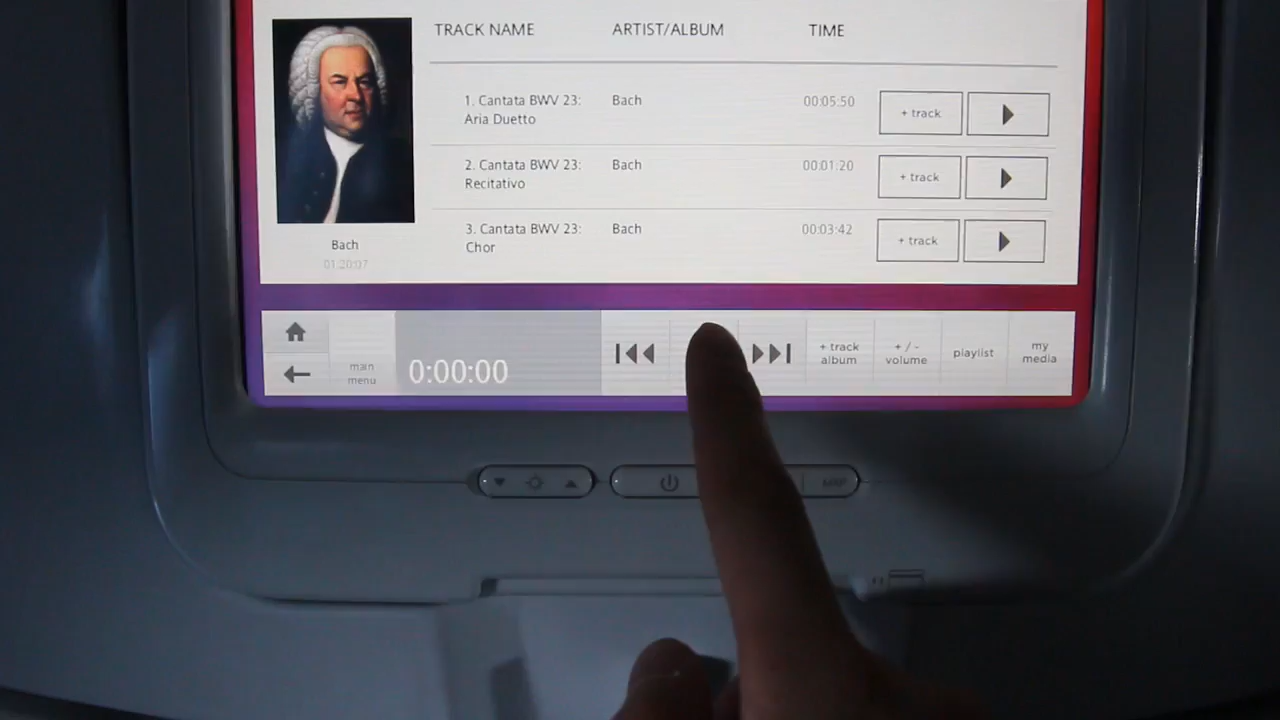 TRACK NAME ARTIST/ALBUM TIME
1. Cantata BWV 23: Bach 00:05:50 + track
Aria Duetto
2. Cantata BWV 23: Bach 00:01:20 + track
Recitativo
3. Cantata BWV 23: Bach 00:03:42 + track
Chor
Bach
01:20:07
main
menu
0:00:00
+ track
album
+ / -
volume
playlist
my
media
MAP